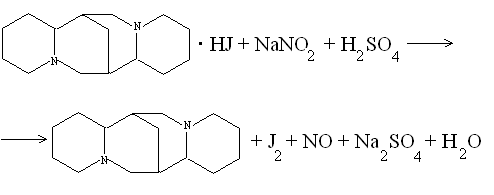 N N · HJ + NaNO₂ + H₂SO₄ ⟶
⟶ N N + J₂ + NO + Na₂SO₄ + H₂O